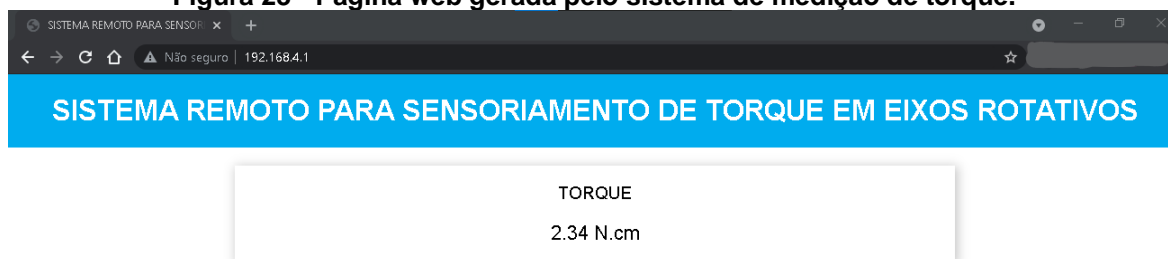 Figura 26 - Página web gerada pelo sistema de medição de torque.
SISTEMA REMOTO PARA SENSOR
Não seguro | 192.168.4.1
SISTEMA REMOTO PARA SENSORIAMENTO DE TORQUE EM EIXOS ROTATIVOS
TORQUE
2.34 N.cm